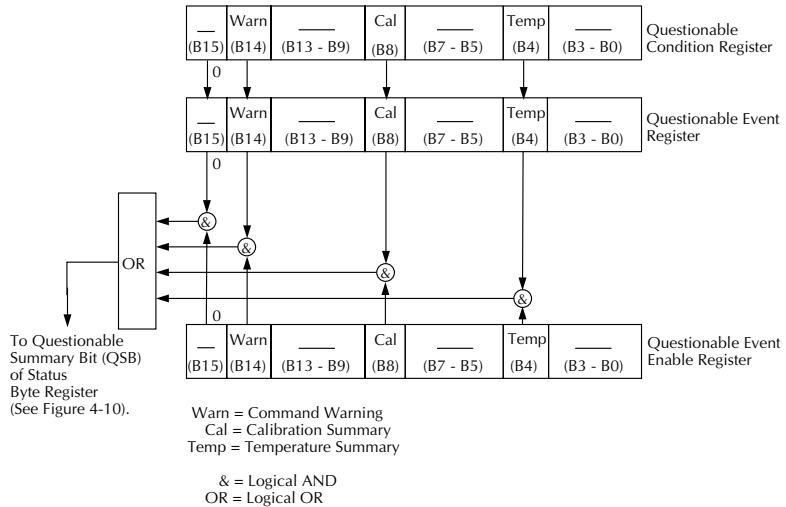 Warn Cal Temp
(B15) (B14) (B13 - B9) (B8) (B7 - B5) (B4) (B3 - B0)
Questionable
Condition Register
0
Warn Cal Temp
(B15) (B14) (B13 - B9) (B8) (B7 - B5) (B4) (B3 - B0)
Questionable Event
Register
0
&
&
OR
&
&
0
To Questionable
Summary Bit (QSB)
of Status
Byte Register
(See Figure 4-10).
Warn Cal Temp
(B15) (B14) (B13 - B9) (B8) (B7 - B5) (B4) (B3 - B0)
Questionable Event
Enable Register
Warn = Command Warning
Cal = Calibration Summary
Temp = Temperature Summary
& = Logical AND
OR = Logical OR